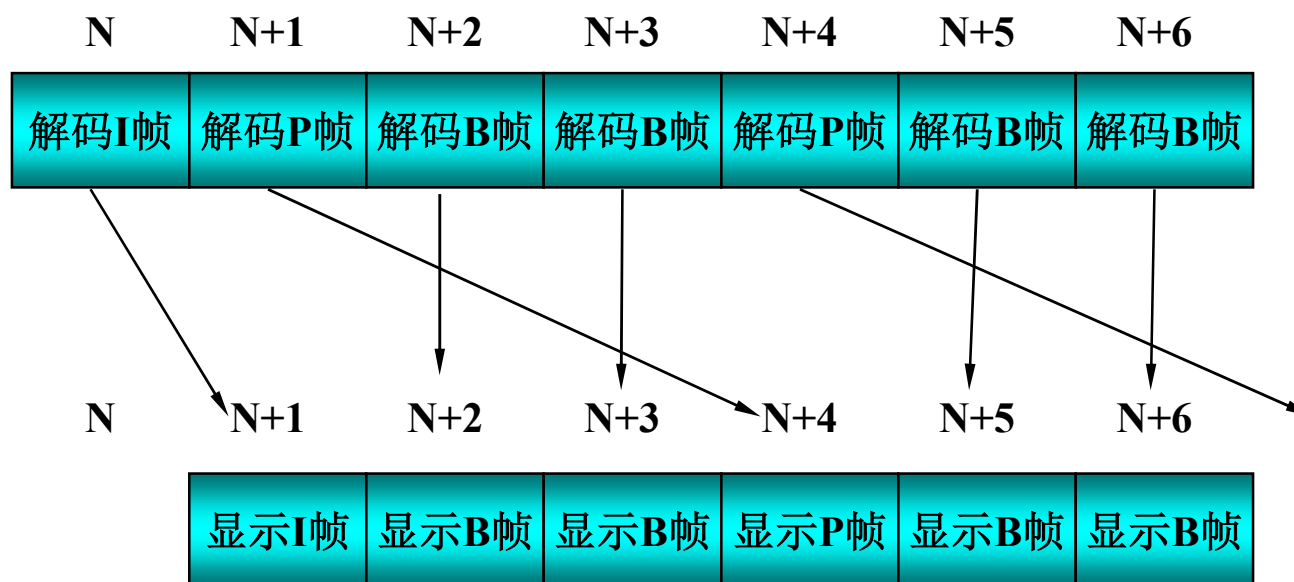 N N+1 N+2 N+3 N+4 N+5 N+6
解码I帧 解码P帧 解码B帧 解码B帧 解码P帧 解码B帧 解码B帧
N N+1 N+2 N+3 N+4 N+5 N+6
显示I帧 显示B帧 显示B帧 显示P帧 显示B帧 显示B帧